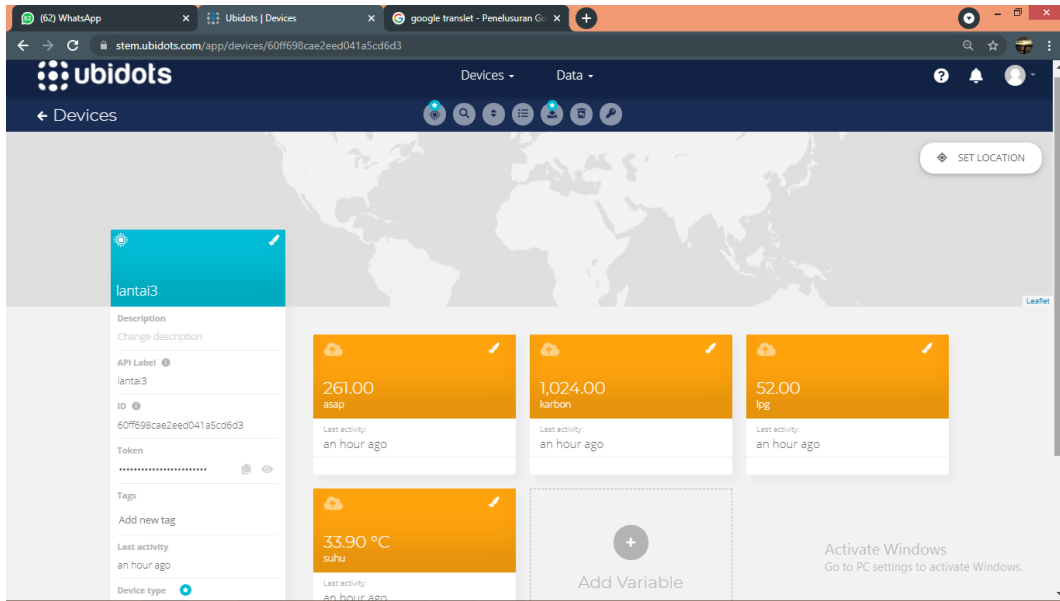 (62) WhatsApp
Ubidots | Devices
google translet - Penelusuran Go
stem.ubidots.com/app/devices/60ff698cae2eed041a5cd6d3
ubidots
Devices
Data
Devices
SET LOCATION
Leaflet
lantai3
Description
Change description
API Label
lantai3
ID
60ff698cae2eed041a5cd6d3
Token
Tags
Add new tag
Last activity
an hour ago
Device type
261.00
asap
Last activity:
an hour ago
1,024.00
karbon
Last activity:
an hour ago
52.00
lpg
Last activity:
an hour ago
33.90 °C
suhu
Last activity:
an hour ago
Add Variable
Activate Windows
Go to PC settings to activate Windows.